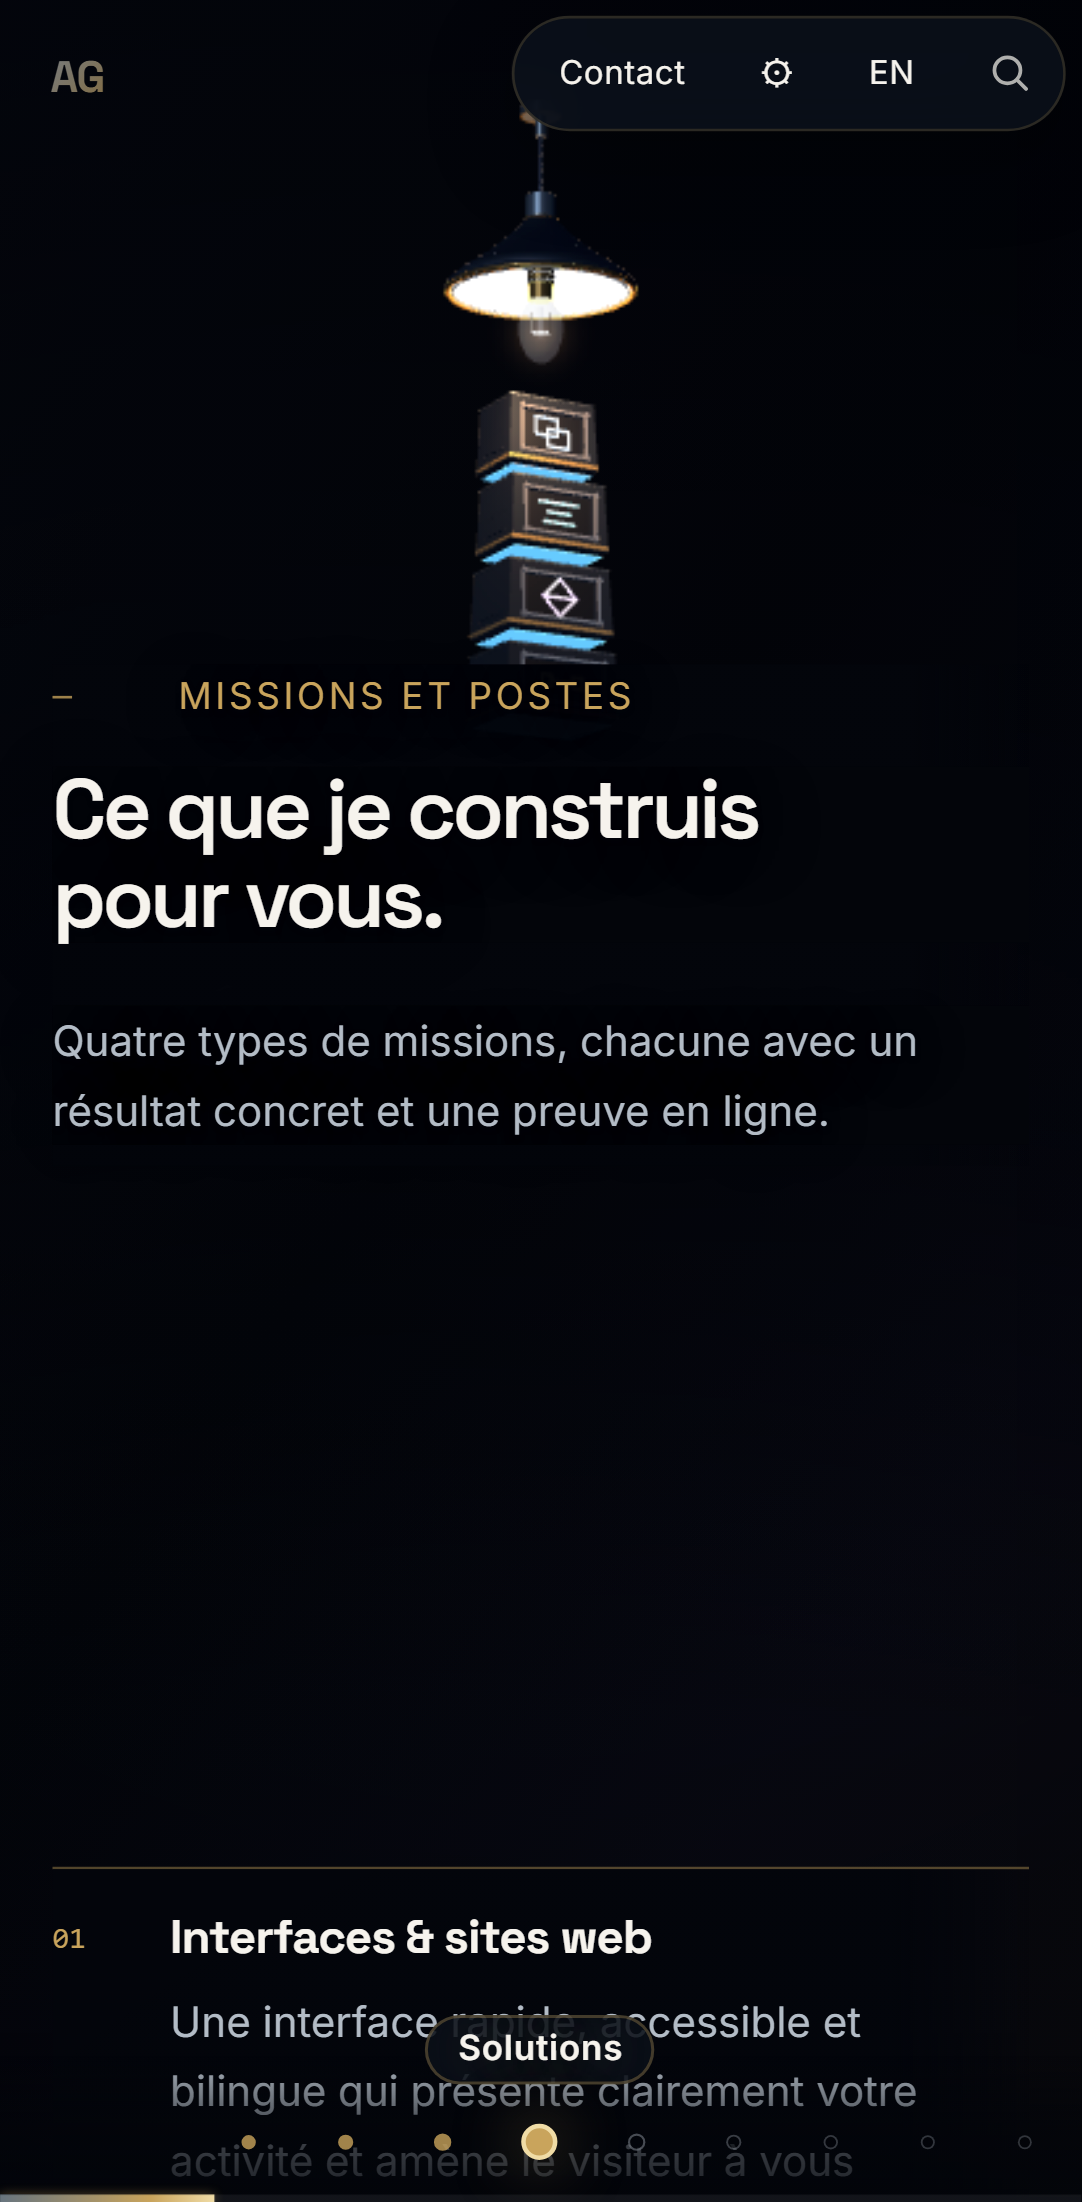 AG
Contact
EN
— MISSIONS ET POSTES
Ce que je construis
pour vous.
Quatre types de missions, chacune avec un
résultat concret et une preuve en ligne.
01
Interfaces & sites web
Une interface rapide, accessible et
Solutions
bilingue qui présente clairement votre
activité et amène le visiteur à vous